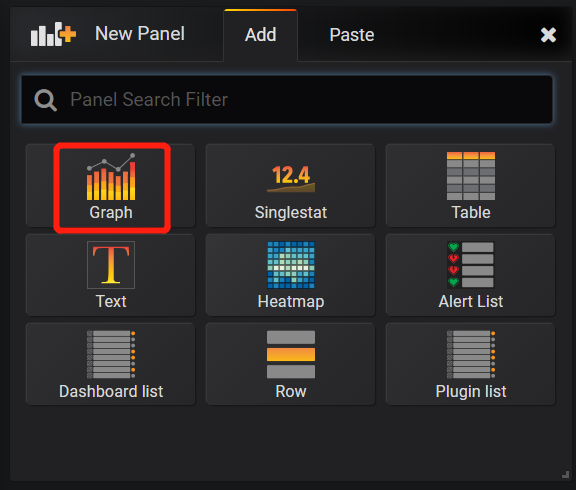 New Panel
Add
Paste
Panel Search Filter
Graph
12.4
Singlestat
Table
T
Text
Heatmap
Alert List
Dashboard list
Row
Plugin list